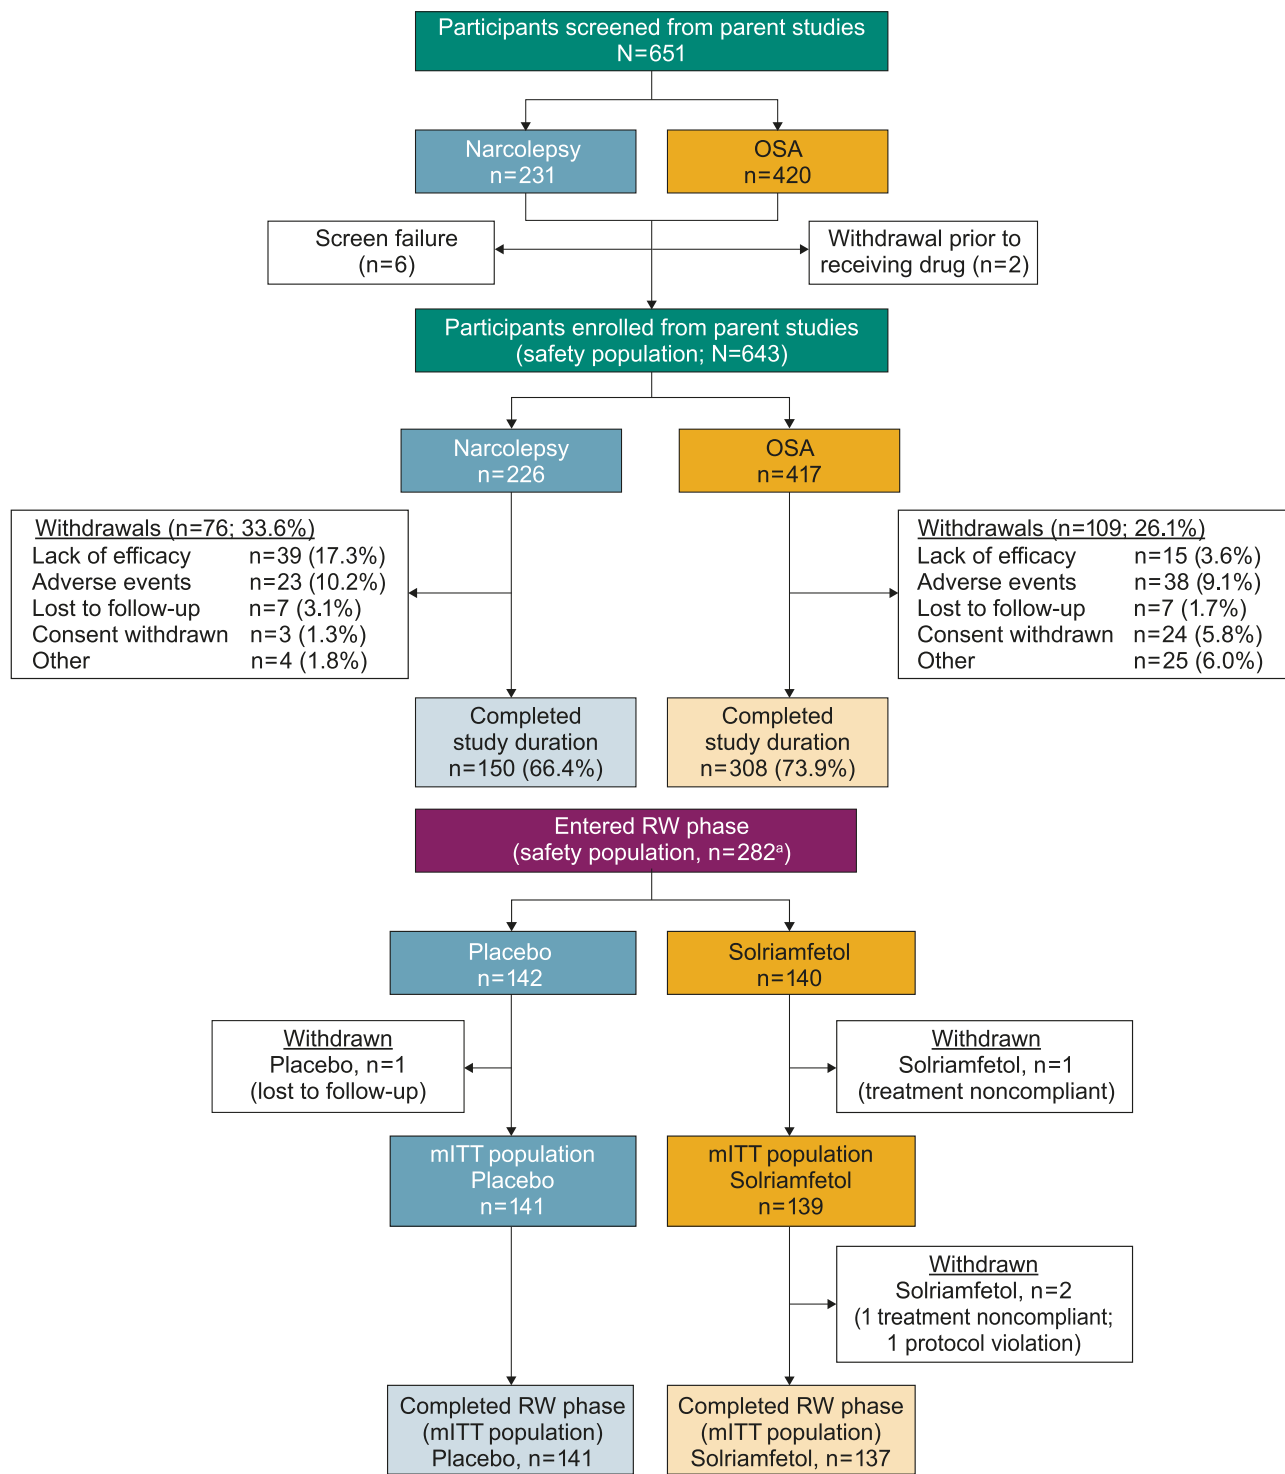 Participants screened from parent studies
N=651
Narcolepsy
n=231
OSA
n=420
Screen failure
(n=6)
Withdrawal prior to
receiving drug (n=2)
Participants enrolled from parent studies
(safety population; N=643)
Narcolepsy
n=226
OSA
n=417
Withdrawals (n=76; 33.6%)
Lack of efficacy n=39 (17.3%)
Adverse events n=23 (10.2%)
Lost to follow-up n=7 (3.1%)
Consent withdrawn n=3 (1.3%)
Other n=4 (1.8%)
Withdrawals (n=109; 26.1%)
Lack of efficacy n=15 (3.6%)
Adverse events n=38 (9.1%)
Lost to follow-up n=7 (1.7%)
Consent withdrawn n=24 (5.8%)
Other n=25 (6.0%)
Completed
study duration
n=150 (66.4%)
Completed
study duration
n=308 (73.9%)
Entered RW phase
(safety population, n=282ᵃ)
Placebo
n=142
Solriamfetol
n=140
Withdrawn
Placebo, n=1
(lost to follow-up)
Withdrawn
Solriamfetol, n=1
(treatment noncompliant)
mITT population
Placebo
n=141
mITT population
Solriamfetol
n=139
Withdrawn
Solriamfetol, n=2
(1 treatment noncompliant;
1 protocol violation)
Completed RW phase
(mITT population)
Placebo, n=141
Completed RW phase
(mITT population)
Solriamfetol, n=137